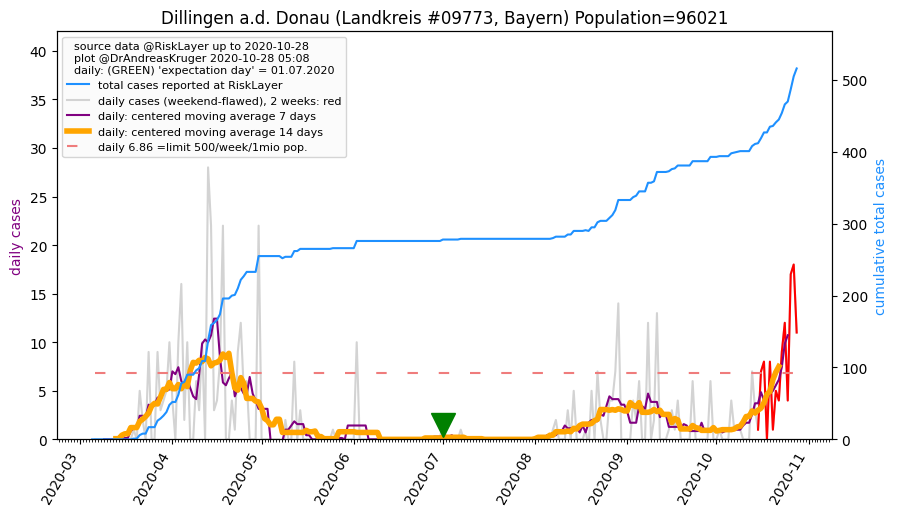 Dillingen a.d. Donau (Landkreis #09773, Bayern) Population=96021
source data @RiskLayer up to 2020-10-28
plot @DrAndreasKruger 2020-10-28 05:08
daily: (GREEN) 'expectation day' = 01.07.2020
total cases reported at RiskLayer
daily cases (weekend-flawed), 2 weeks: red
daily: centered moving average 7 days
daily: centered moving average 14 days
daily 6.86 =limit 500/week/1mio pop.
daily cases
40
35
30
25
20
15
10
5
0
500
400
300
200
100
0
cumulative total cases
2020-03
2020-04
2020-05
2020-06
2020-07
2020-08
2020-09
2020-10
2020-11